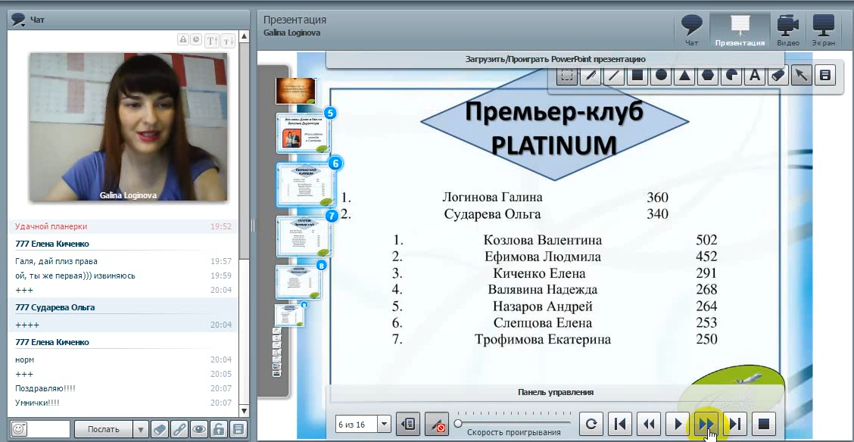 Чат
Galina Loginova
Удачной планерки 19:52
777 Елена Киченко
Галя, дай плиз права 19:57
ой, ты же первая))) извиняюсь 19:59
+++ 20:04
777 Сударева Ольга
++++ 20:04
777 Елена Киченко
норм 20:04
+++ 20:05
Поздравляю!!!! 20:07
Умнички!!!! 20:07
Послать
Презентация
Galina Loginova
Чат
Презентация
Видео
Экран
Загрузить/Проиграть PowerPoint презентацию
5
6
7
8
Премьер-клуб
PLATINUM
1. Логинова Галина 360
2. Сударева Ольга 340
1. Козлова Валентина 502
2. Ефимова Людмила 452
3. Киченко Елена 291
4. Валявина Надежда 268
5. Назаров Андрей 264
6. Слепцова Елена 253
7. Трофимова Екатерина 250
Панель управления
6 из 16
Скорость проигрывания